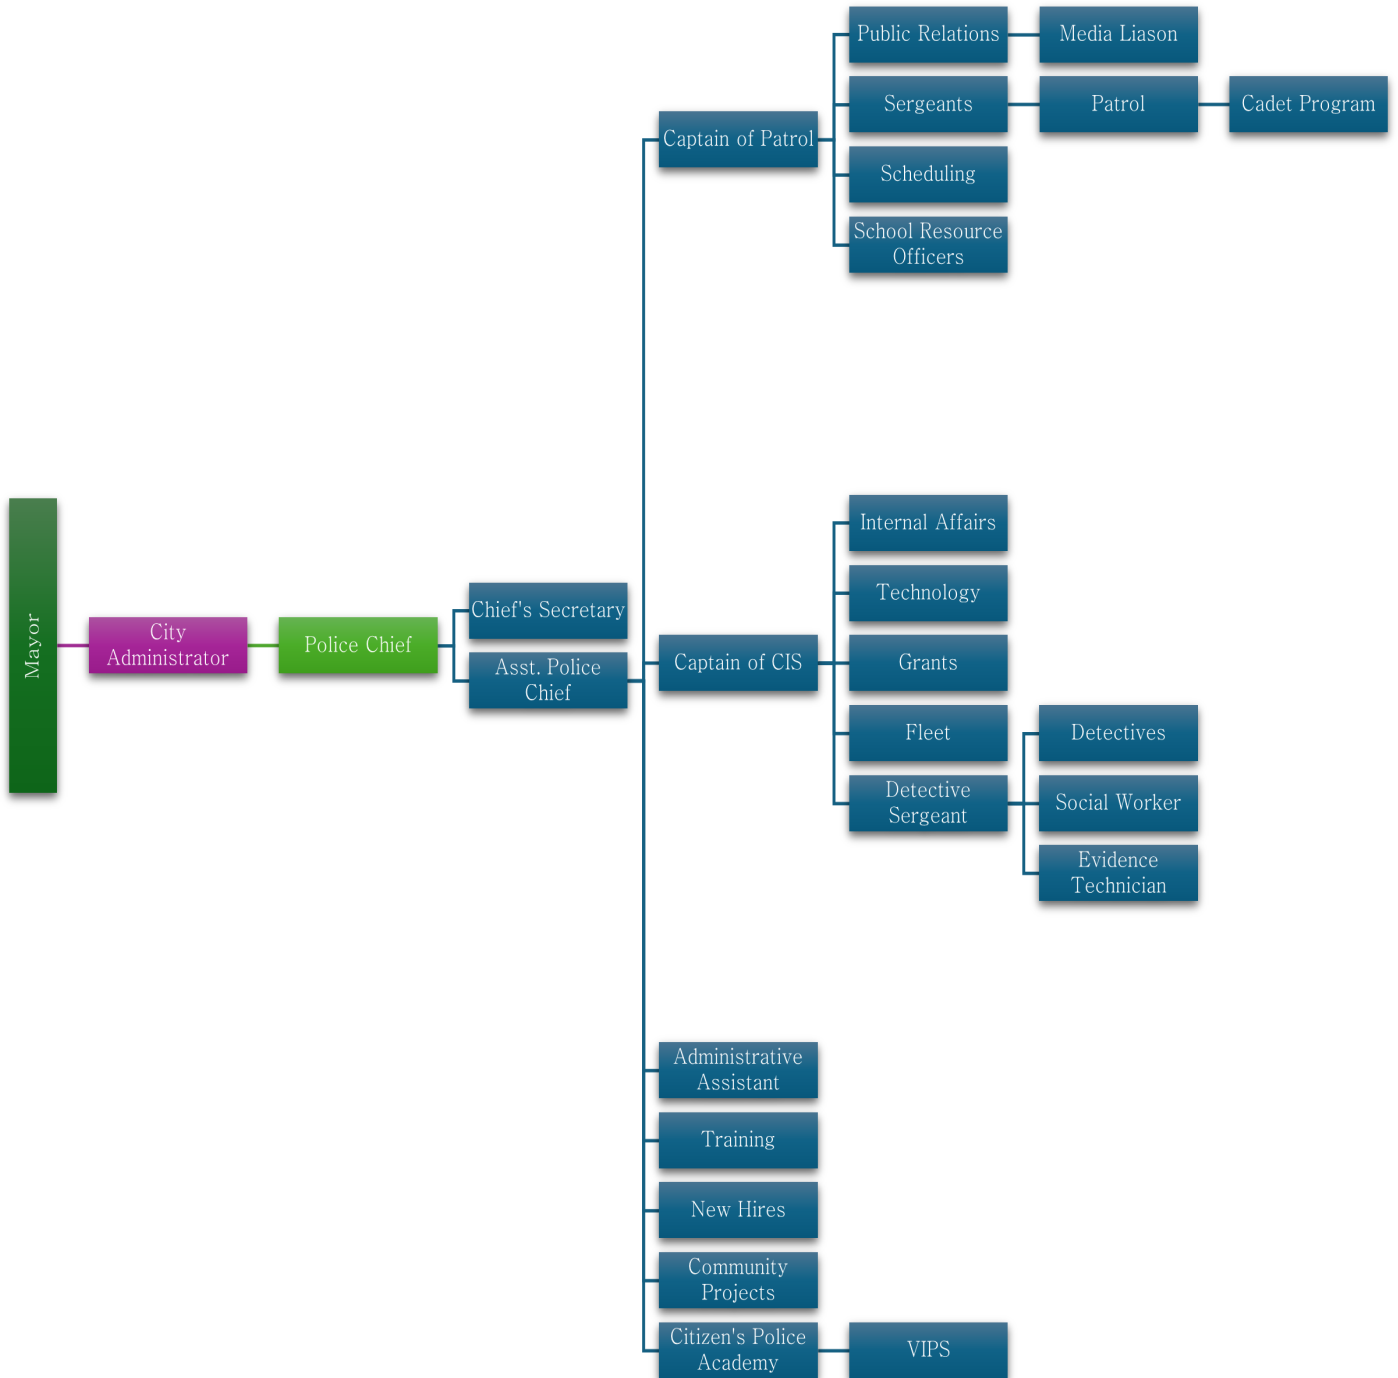 Mayor
City
Administrator
Police Chief
Chief's Secretary
Asst. Police
Chief
Captain of Patrol
Public Relations
Media Liason
Sergeants
Patrol
Cadet Program
Scheduling
School Resource
Officers
Captain of CIS
Internal Affairs
Technology
Grants
Fleet
Detective
Sergeant
Detectives
Social Worker
Evidence
Technician
Administrative
Assistant
Training
New Hires
Community
Projects
Citizen's Police
Academy
VIPS